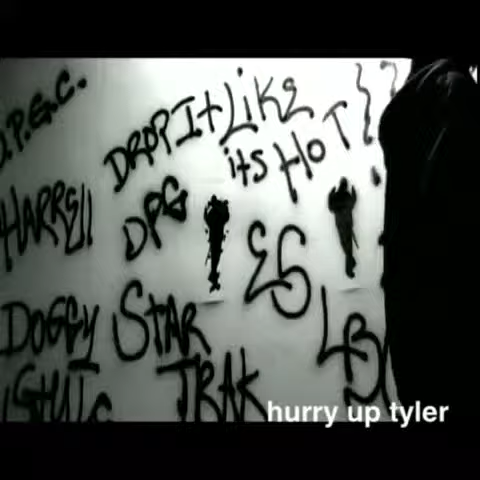 D.P.G.C.
DROP It LiKE
its HOT
HARRELL
DPG
ES
DOGGY
StAR
TRAK
LB
hurry up tyler